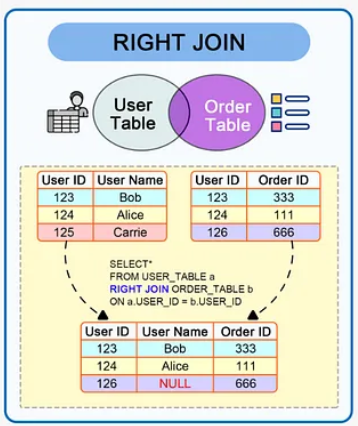 RIGHT JOIN
User
Table
Order
Table
User ID User Name
123 Bob
124 Alice
125 Carrie
User ID Order ID
123 333
124 111
126 666
SELECT*
FROM USER_TABLE a
RIGHT JOIN ORDER_TABLE b
ON a.USER_ID = b.USER_ID
User ID User Name Order ID
123 Bob 333
124 Alice 111
126 NULL 666